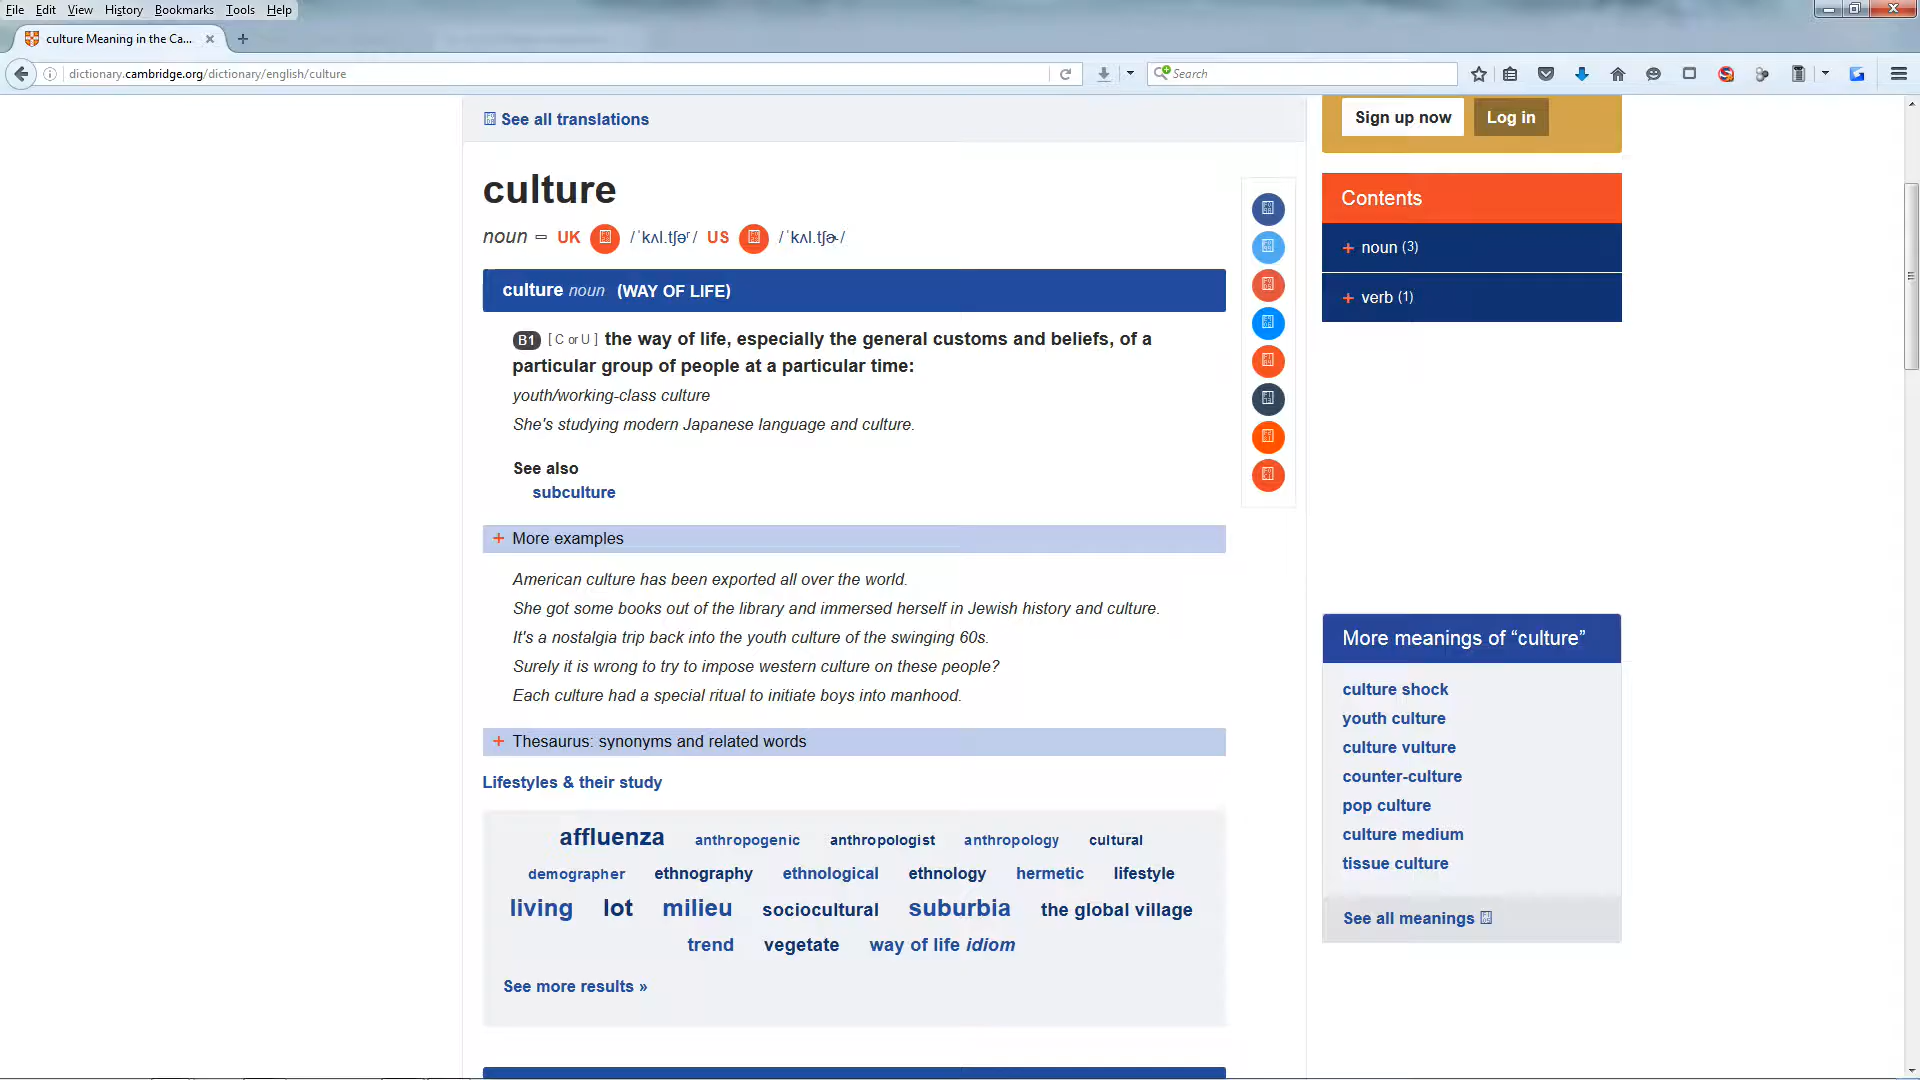 File Edit View History Bookmarks Tools Help
culture Meaning in the Ca...
dictionary.cambridge.org/dictionary/english/culture
Search
See all translations
Sign up now Log in
culture
noun UK /ˈkʌl.tʃəʳ/ US /ˈkʌl.tʃɚ/
culture noun (WAY OF LIFE)
B1 [ C or U ] the way of life, especially the general customs and beliefs, of a
particular group of people at a particular time:
youth/working-class culture
She's studying modern Japanese language and culture.
See also
subculture
+ More examples
American culture has been exported all over the world.
She got some books out of the library and immersed herself in Jewish history and culture.
It's a nostalgia trip back into the youth culture of the swinging 60s.
Surely it is wrong to try to impose western culture on these people?
Each culture had a special ritual to initiate boys into manhood.
+ Thesaurus: synonyms and related words
Lifestyles & their study
affluenza anthropogenic anthropologist anthropology cultural
demographer ethnography ethnological ethnology hermetic lifestyle
living lot milieu sociocultural suburbia the global village
trend vegetate way of life idiom
See more results »
Contents
+ noun (3)
+ verb (1)
More meanings of “culture”
culture shock
youth culture
culture vulture
counter-culture
pop culture
culture medium
tissue culture
See all meanings